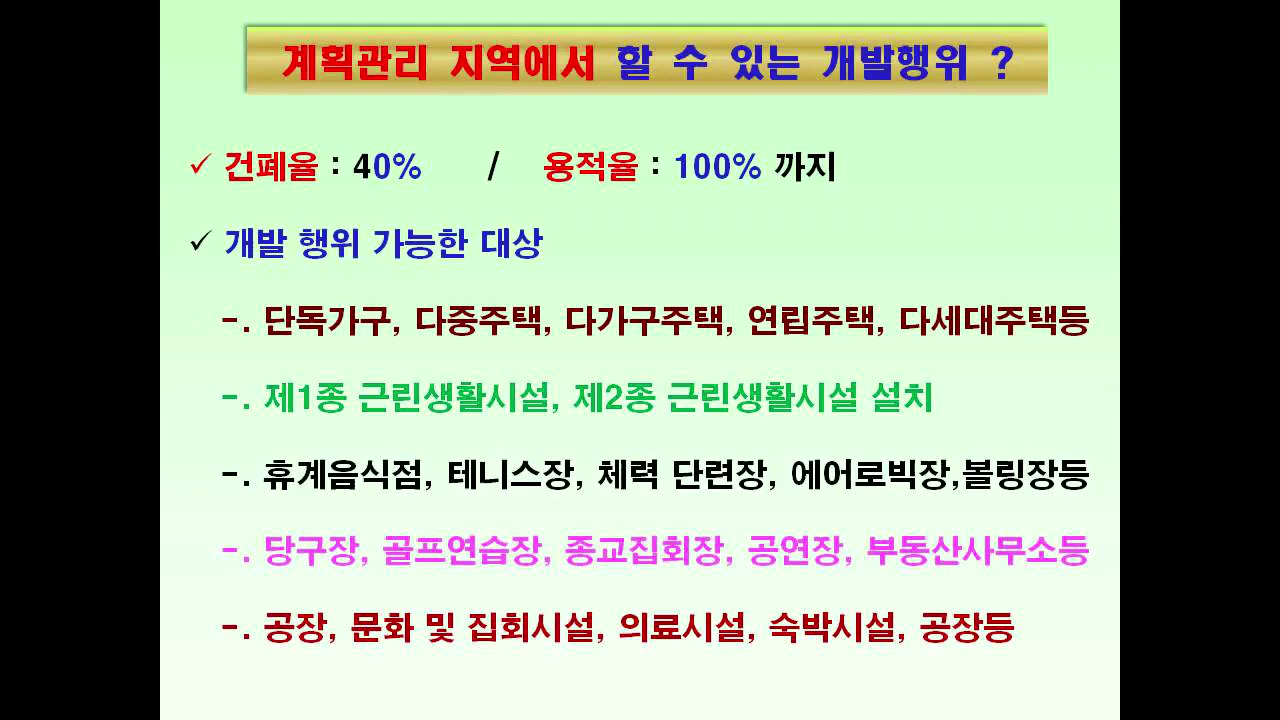 계획관리 지역에서 할 수 있는 개발행위 ?
✓ 건폐율 : 40% / 용적율 : 100% 까지
✓ 개발 행위 가능한 대상
-. 단독가구, 다중주택, 다가구주택, 연립주택, 다세대주택등
-. 제1종 근린생활시설, 제2종 근린생활시설 설치
-. 휴계음식점, 테니스장, 체력 단련장, 에어로빅장,볼링장등
-. 당구장, 골프연습장, 종교집회장, 공연장, 부동산사무소등
-. 공장, 문화 및 집회시설, 의료시설, 숙박시설, 공장등